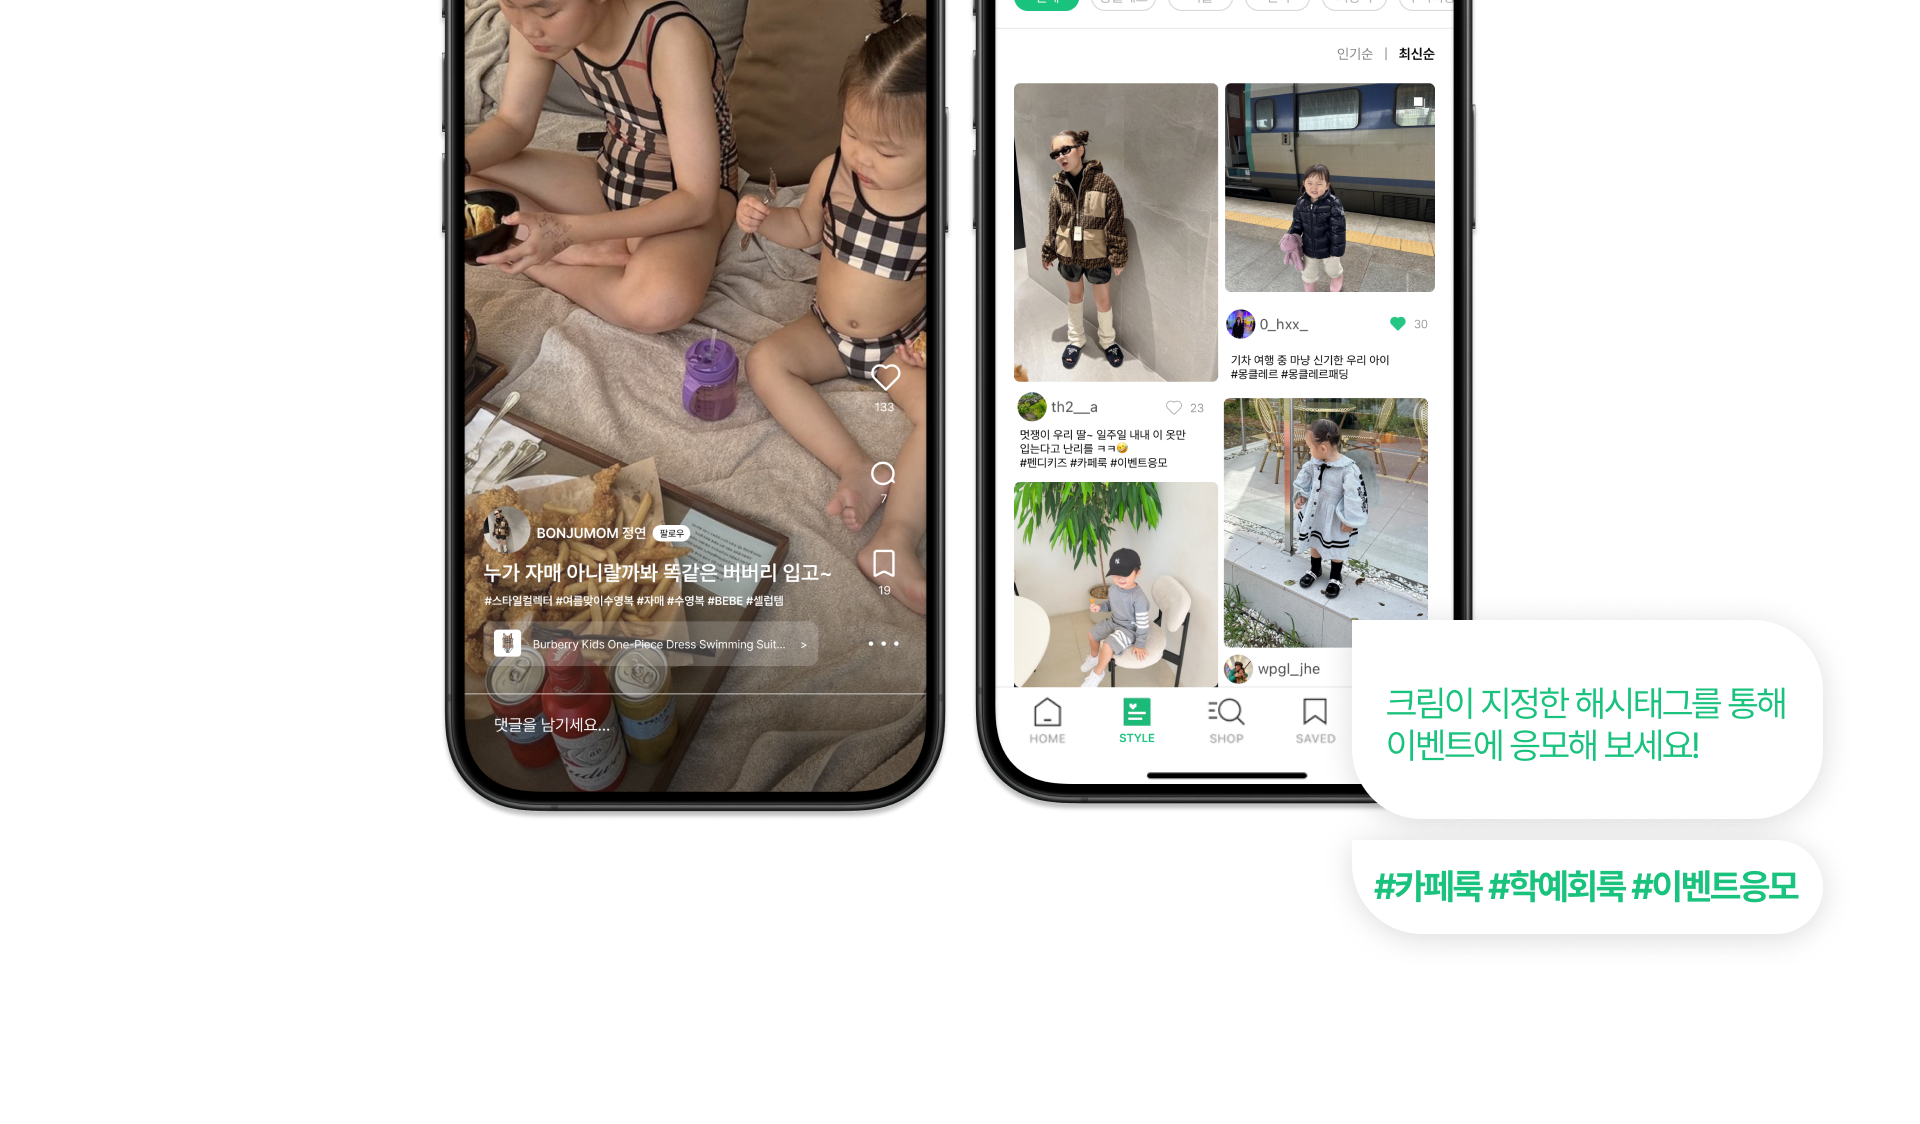 133
7
BONJUMOM 정연 팔로우
누가 자매 아니랄까봐 똑같은 버버리 입고~
19
#스타일컬렉터 #여름맞이수영복 #자매 #수영복 #BEBE #셀럽템
Burberry Kids One-Piece Dress Swimming Suit... >
댓글을 남기세요...
인기순 | 최신순
th2__a 23
멋쟁이 우리 딸~ 일주일 내내 이 옷만
입는다고 난리를 ㅋㅋ🤣
#펜디키즈 #카페룩 #이벤트응모
0_hxx_ 30
기차 여행 중 마냥 신기한 우리 아이
#몽클레르 #몽클레르패딩
wpgl_jhe
HOME STYLE SHOP SAVED
크림이 지정한 해시태그를 통해
이벤트에 응모해 보세요!
#카페룩 #학예회룩 #이벤트응모